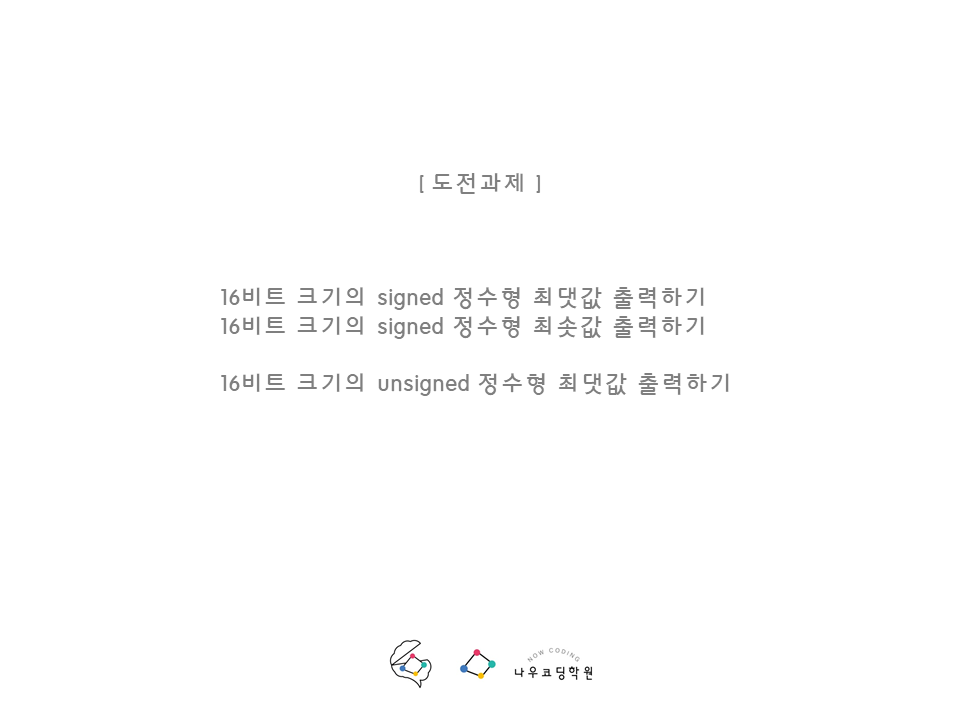 [ 도전과제 ]
16비트 크기의 signed 정수형 최댓값 출력하기
16비트 크기의 signed 정수형 최솟값 출력하기
16비트 크기의 unsigned 정수형 최댓값 출력하기
NOW CODING
나우코딩학원